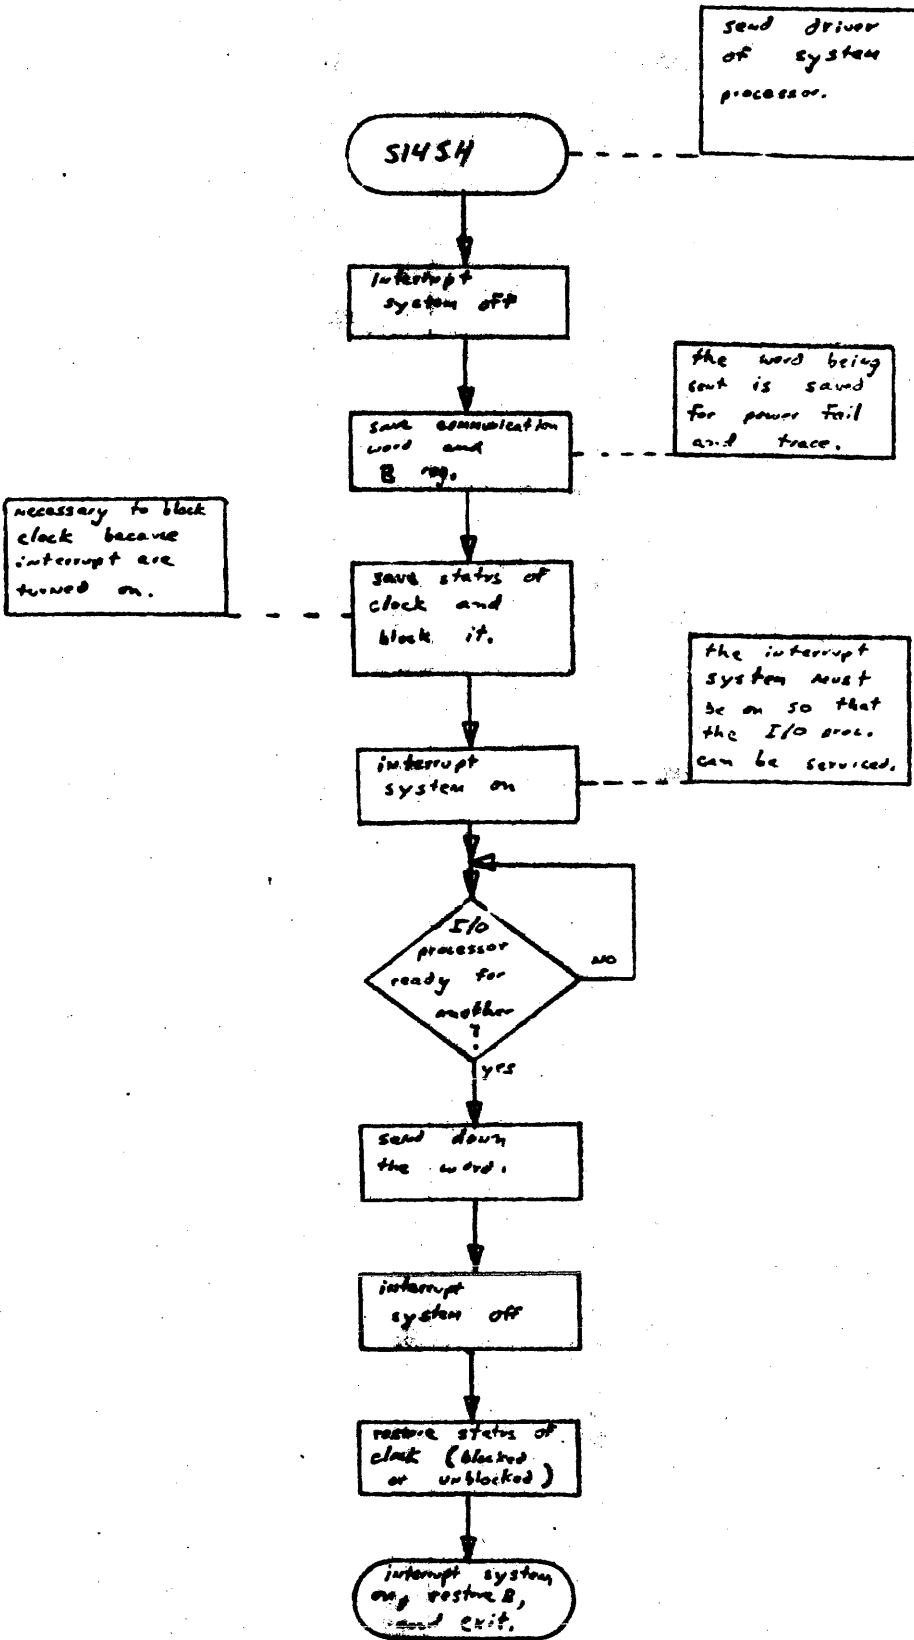 send driver
of system
processor.
S14SH
interrupt
system off
the word being
sent is saved
for power fail
and trace.
save communication
word and
B reg.
necessary to block
clock because
interrupt are
turned on.
save status of
clock and
block it.
the interrupt
system must
be on so that
the I/O proc.
can be serviced.
interrupt
system on
I/O
processor
ready for
another
?
NO
yes
send down
the word.
interrupt
system off
restore status of
clock (blocked
or unblocked)
interrupt system
on, restore B,
and exit.